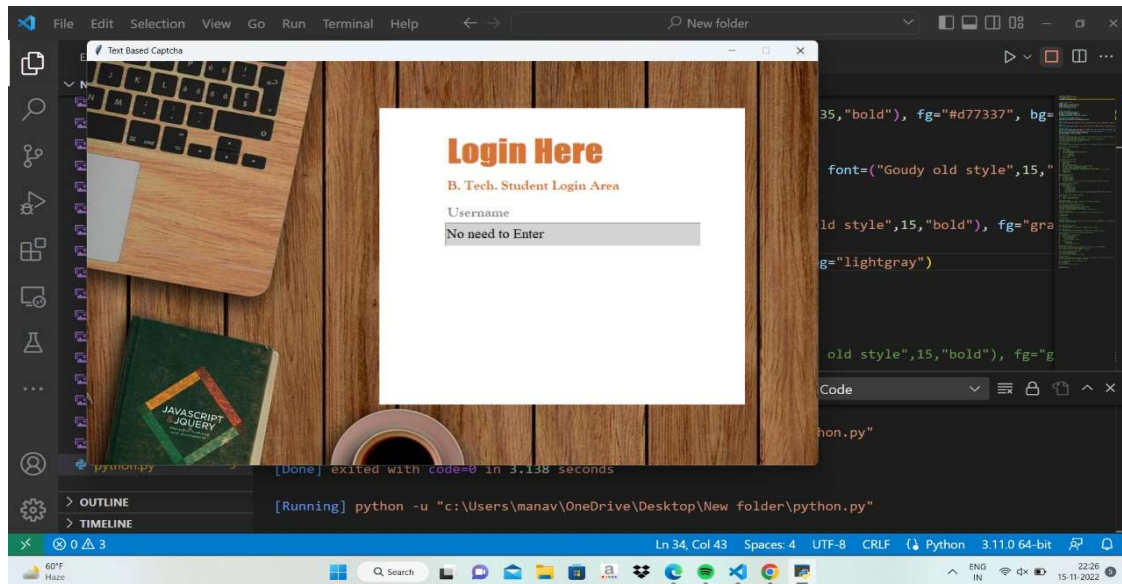 File Edit Selection View Go Run Terminal Help
New folder
Text Based Captcha
35,"bold"), fg="#d77337", bg=
Login Here
font=("Goudy old style",15,"
B. Tech. Student Login Area
Username
ld style",15,"bold"), fg="gra
No need to Enter
g="lightgray")
old style",15,"bold"), fg="g
JAVASCRIPT
& JQUERY
Code
hon.py"
python.py
[Done] exited with code=0 in 3.138 seconds
OUTLINE
[Running] python -u "c:\Users\manav\OneDrive\Desktop\New folder\python.py"
TIMELINE
0 3 Ln 34, Col 43 Spaces: 4 UTF-8 CRLF Python 3.11.0 64-bit
60°F
Haze
Search
ENG
IN
22:26
15-11-2022